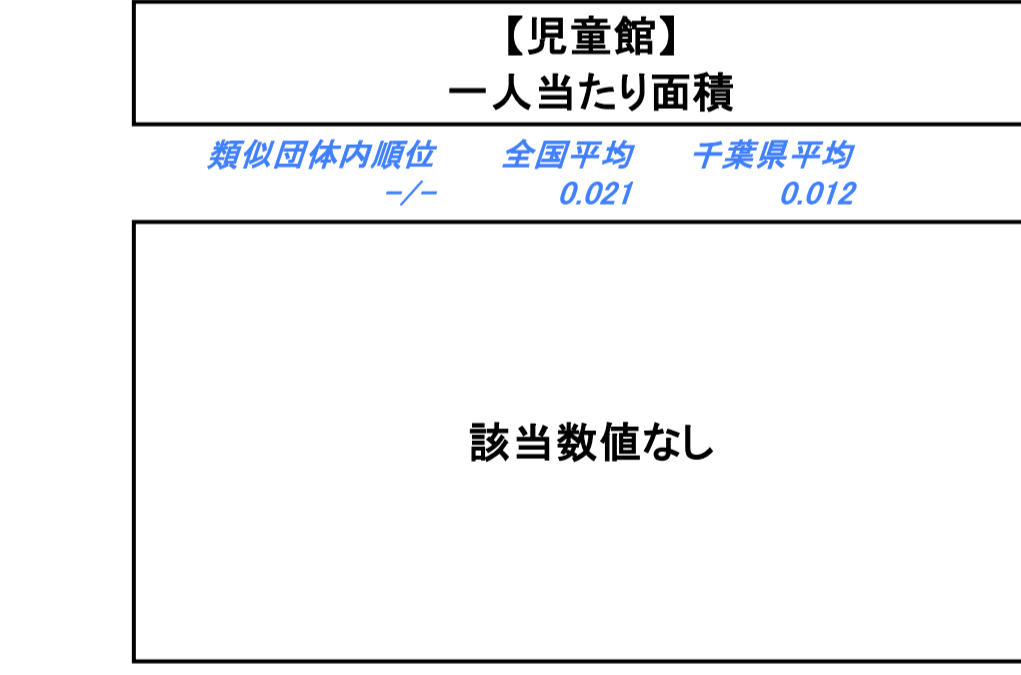 【児童館】
一人当たり面積
類似団体内順位 全国平均 千葉県平均
-/- 0.021 0.012
該当数値なし